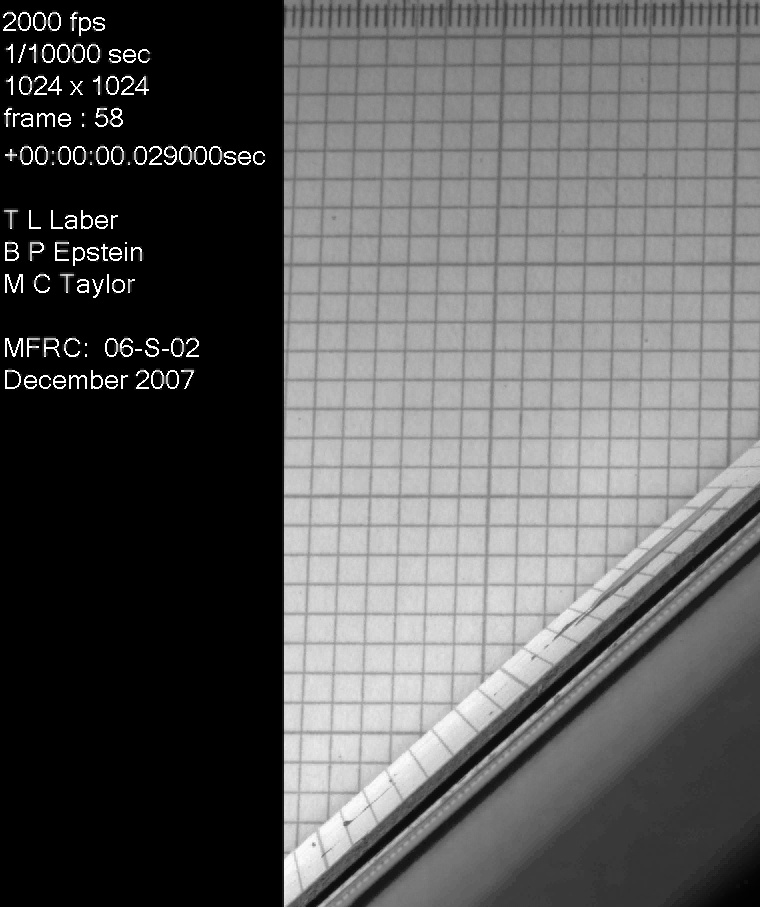 2000 fps
1/10000 sec
1024 x 1024
frame : 58
+00:00:00.029000sec
T L Laber
B P Epstein
M C Taylor
MFRC: 06-S-02
December 2007